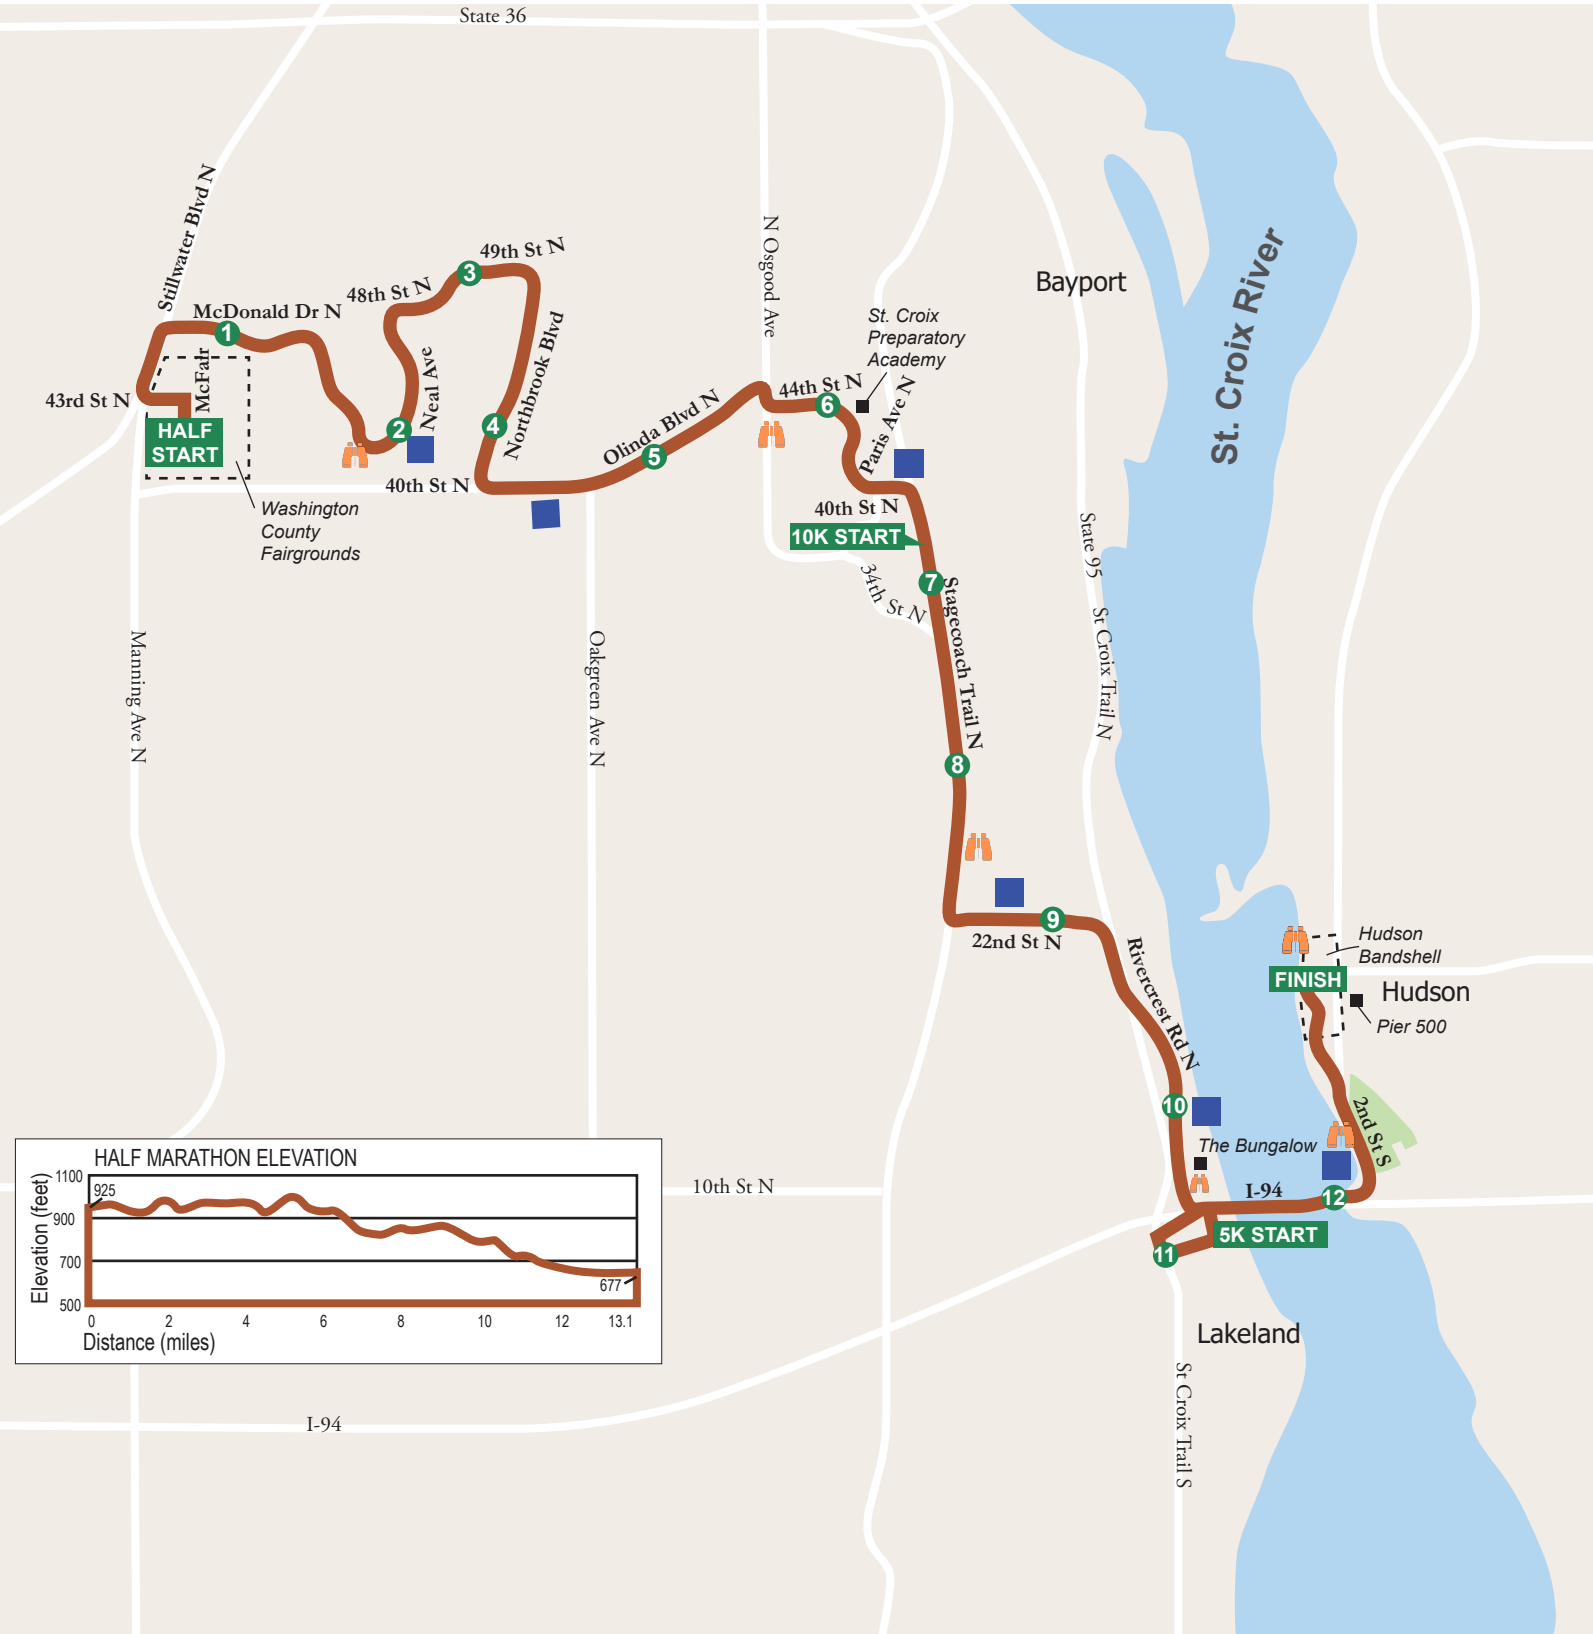 State 36
Stillwater Blvd N
McDonald Dr N
1
McFair
43rd St N
HALF
START
Washington
County
Fairgrounds
48th St N
3
49th St N
Neal Ave
2
Northbrook Blvd
4
40th St N
Olinda Blvd N
5
N Osgood Ave
44th St N
6
St. Croix
Preparatory
Academy
Paris Ave N
40th St N
10K START
34th St N
7
Stagecoach Trail N
8
Bayport
St. Croix River
State 95
St Croix Trail N
Manning Ave N
Oakgreen Ave N
22nd St N
9
Rivercrest Rd N
10
The Bungalow
Hudson
Bandshell
FINISH
Hudson
Pier 500
2nd St S
I-94
12
5K START
11
Lakeland
St Croix Trail S
10th St N
I-94
HALF MARATHON ELEVATION
Elevation (feet)
1100
900
700
500
925
677
0
2
4
6
8
10
12
13.1
Distance (miles)